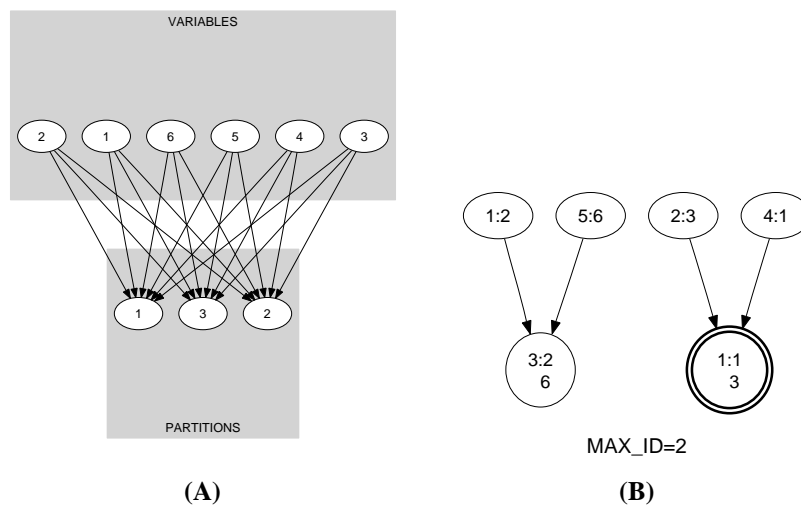 VARIABLES
2 1 6 5 4 3
1 3 2
PARTITIONS
(A)
1:2 5:6 2:3 4:1
3:2 1:1
6 3
MAX_ID=2
(B)